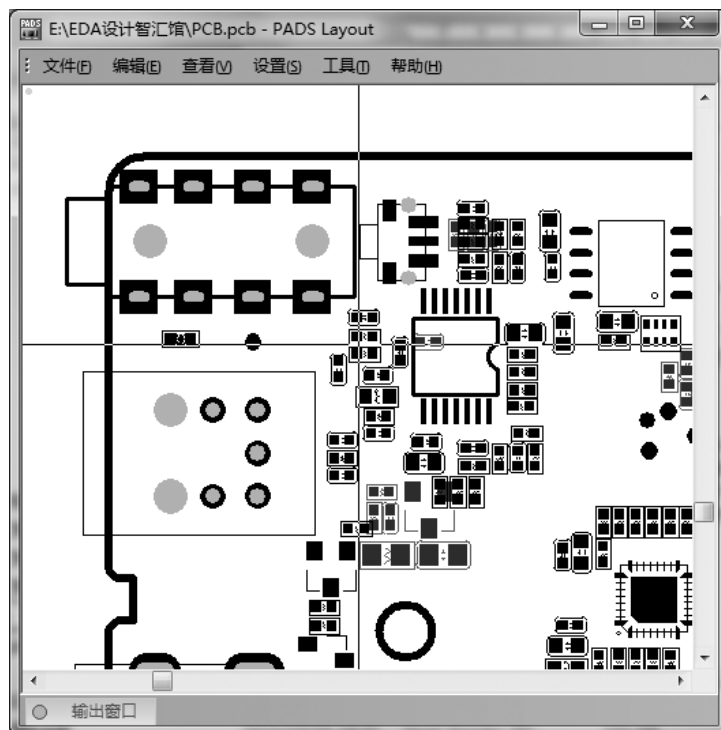 PADS E:\EDA设计智汇馆\PCB.pcb - PADS Layout
文件(F) 编辑(E) 查看(V) 设置(S) 工具(T) 帮助(H)
输出窗口